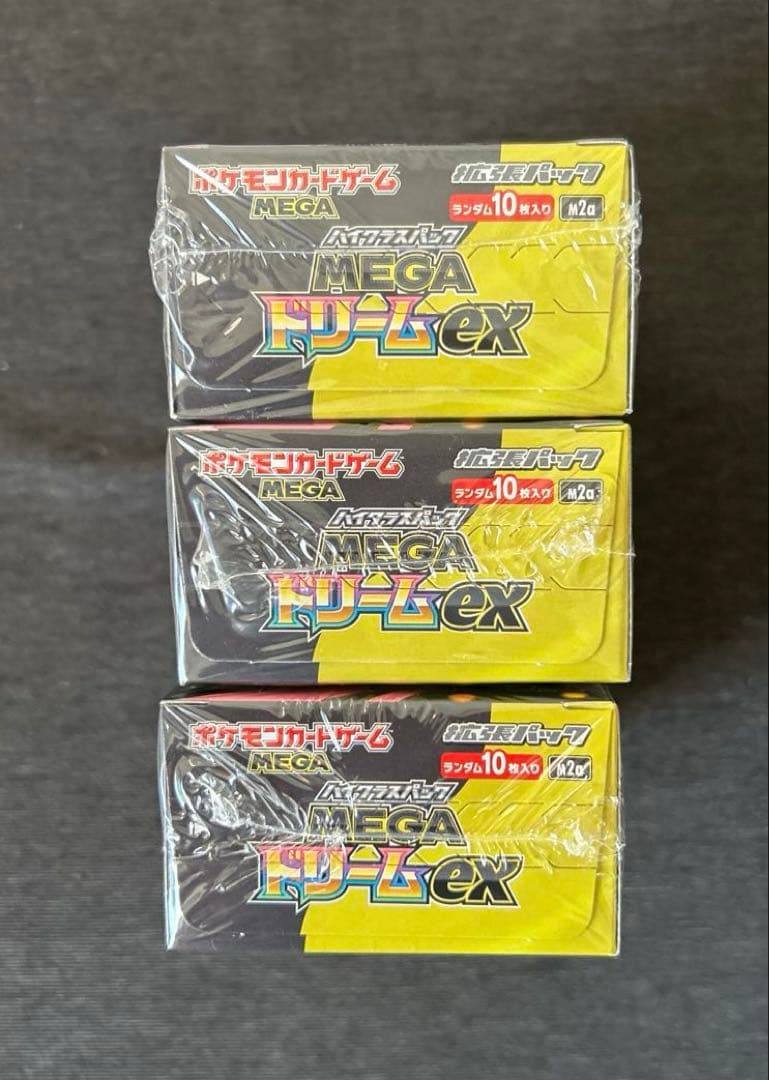 ポケモンカードゲーム
MEGA
拡張パック
ランダム10枚入り M2a
ハイクラスパック
MEGA
ドリームex
ポケモンカードゲーム
MEGA
拡張パック
ランダム10枚入り M2a
ハイクラスパック
MEGA
ドリームex
ポケモンカードゲーム
MEGA
拡張パック
ランダム10枚入り M2a
ハイクラスパック
MEGA
ドリームex